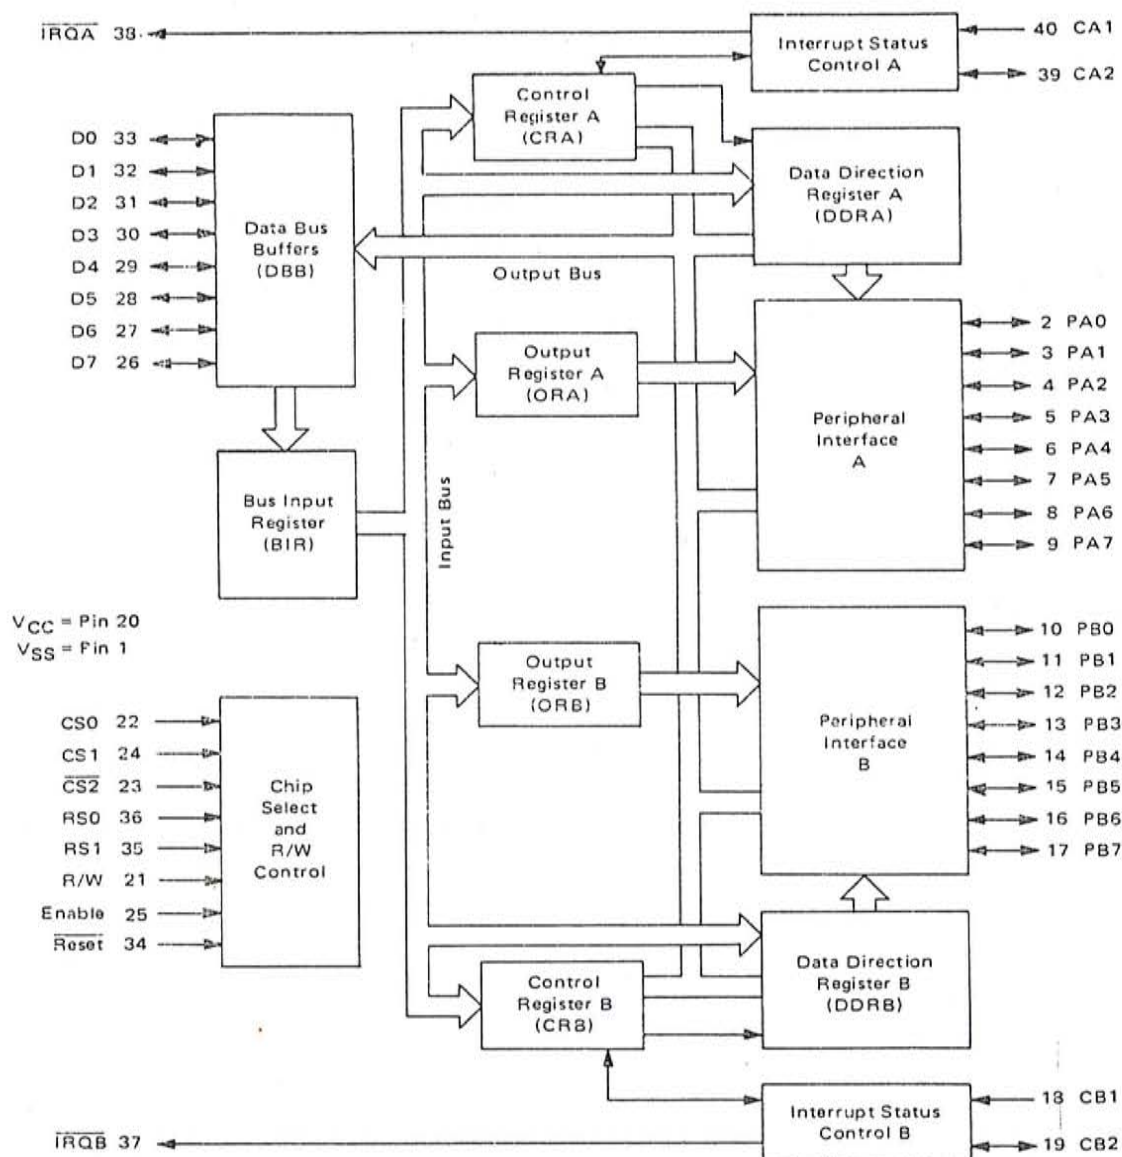 IRQA 38
Interrupt Status
Control A
40 CA1
39 CA2
Control
Register A
(CRA)
D0 33
D1 32
D2 31
D3 30
D4 29
D5 28
D6 27
D7 26
Data Bus
Buffers
(DBB)
Data Direction
Register A
(DDRA)
Output Bus
Output
Register A
(ORA)
Peripheral
Interface
A
2 PA0
3 PA1
4 PA2
5 PA3
6 PA4
7 PA5
8 PA6
9 PA7
Bus Input
Register
(BIR)
Input Bus
VCC = Pin 20
VSS = Pin 1
Output
Register B
(ORB)
Peripheral
Interface
B
10 PB0
11 PB1
12 PB2
13 PB3
14 PB4
15 PB5
16 PB6
17 PB7
CS0 22
CS1 24
CS2 23
RS0 36
RS1 35
R/W 21
Enable 25
Reset 34
Chip
Select
and
R/W
Control
Control
Register B
(CRB)
Data Direction
Register B
(DDRB)
Interrupt Status
Control B
18 CB1
19 CB2
IRQB 37